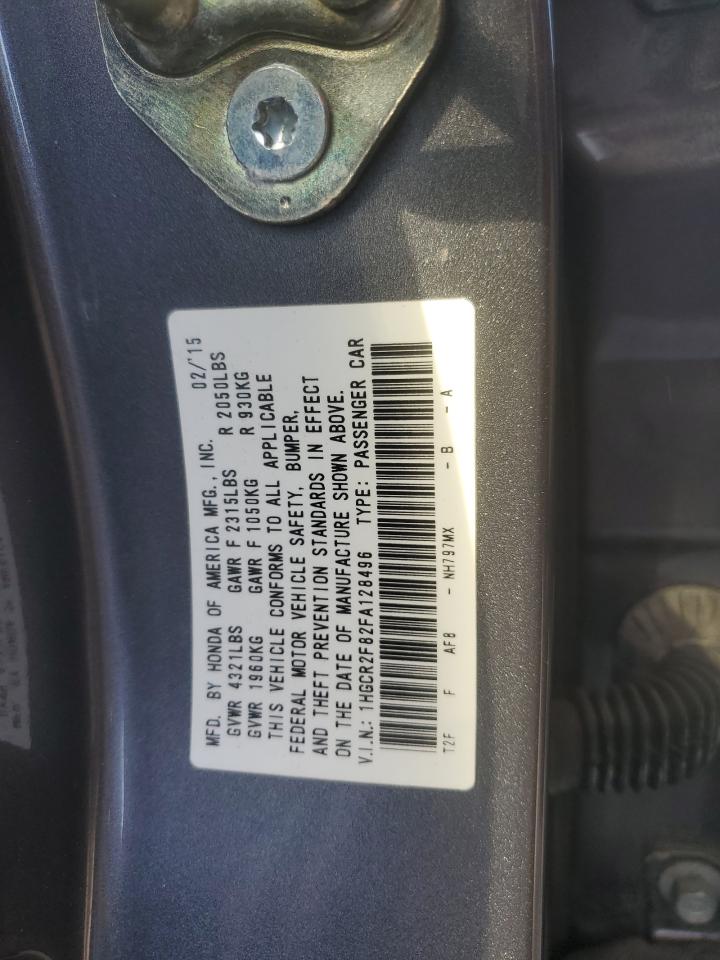 MFD. BY HONDA OF AMERICA MFG., INC. 02/'15
GVWR 4321LBS GAWR F 2315LBS R 2050LBS
GVWR 1960KG GAWR F 1050KG R 930KG
THIS VEHICLE CONFORMS TO ALL APPLICABLE
FEDERAL MOTOR VEHICLE SAFETY, BUMPER,
AND THEFT PREVENTION STANDARDS IN EFFECT
ON THE DATE OF MANUFACTURE SHOWN ABOVE.
V.I.N.: 1HGCR2F82FA128496 TYPE: PASSENGER CAR
T2F F AF8 - NH797MX - B - A